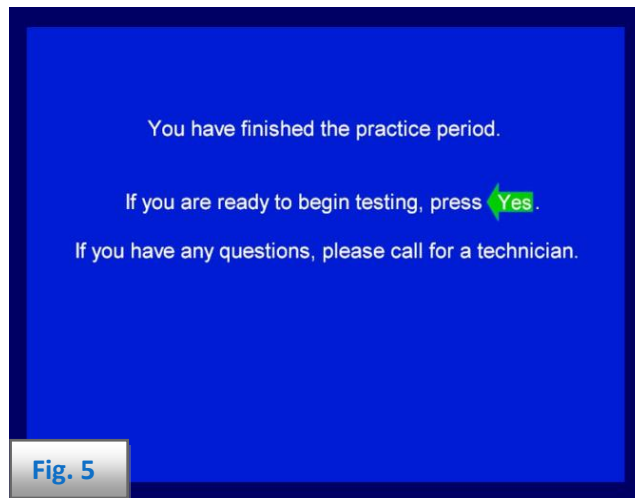 You have finished the practice period.
If you are ready to begin testing, press Yes.
If you have any questions, please call for a technician.
Fig. 5